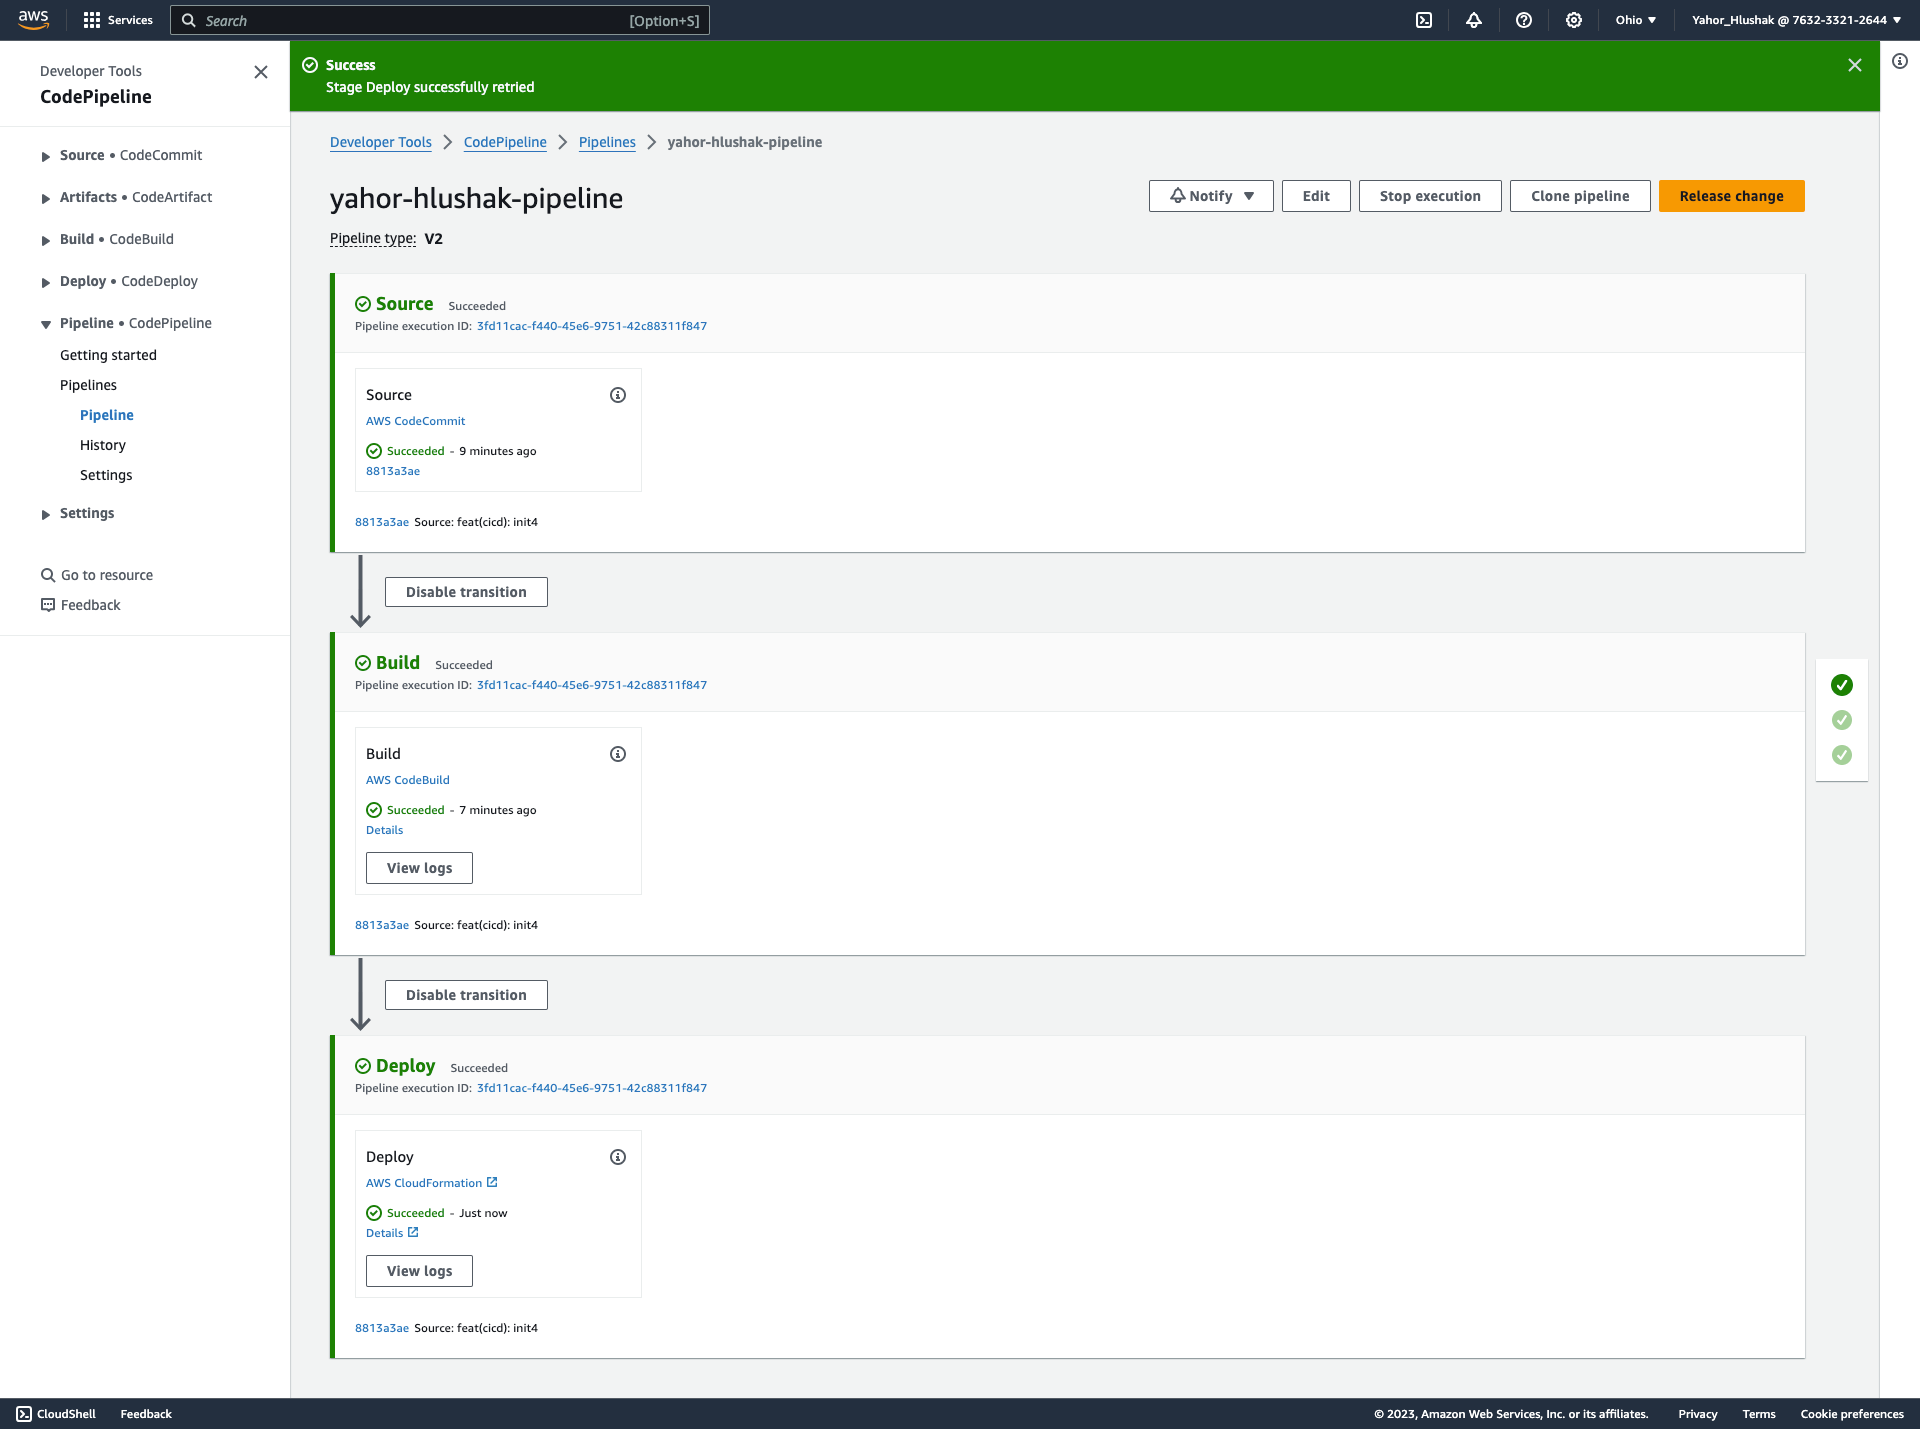 aws
Services
Search
[Option+S]
Ohio
Yahor_Hlushak @ 7632-3321-2644
Developer Tools
CodePipeline
Source • CodeCommit
Artifacts • CodeArtifact
Build • CodeBuild
Deploy • CodeDeploy
Pipeline • CodePipeline
Getting started
Pipelines
Pipeline
History
Settings
Settings
Go to resource
Feedback
Success
Stage Deploy successfully retried
Developer Tools
CodePipeline
Pipelines
yahor-hlushak-pipeline
yahor-hlushak-pipeline
Notify
Edit
Stop execution
Clone pipeline
Release change
Pipeline type: V2
Source Succeeded
Pipeline execution ID: 3fd11cac-f440-45e6-9751-42c88311f847
Source
AWS CodeCommit
Succeeded - 9 minutes ago
8813a3ae
8813a3ae Source: feat(cicd): init4
Disable transition
Build Succeeded
Pipeline execution ID: 3fd11cac-f440-45e6-9751-42c88311f847
Build
AWS CodeBuild
Succeeded - 7 minutes ago
Details
View logs
8813a3ae Source: feat(cicd): init4
Disable transition
Deploy Succeeded
Pipeline execution ID: 3fd11cac-f440-45e6-9751-42c88311f847
Deploy
AWS CloudFormation
Succeeded - Just now
Details
View logs
8813a3ae Source: feat(cicd): init4
CloudShell
Feedback
© 2023, Amazon Web Services, Inc. or its affiliates.
Privacy
Terms
Cookie preferences